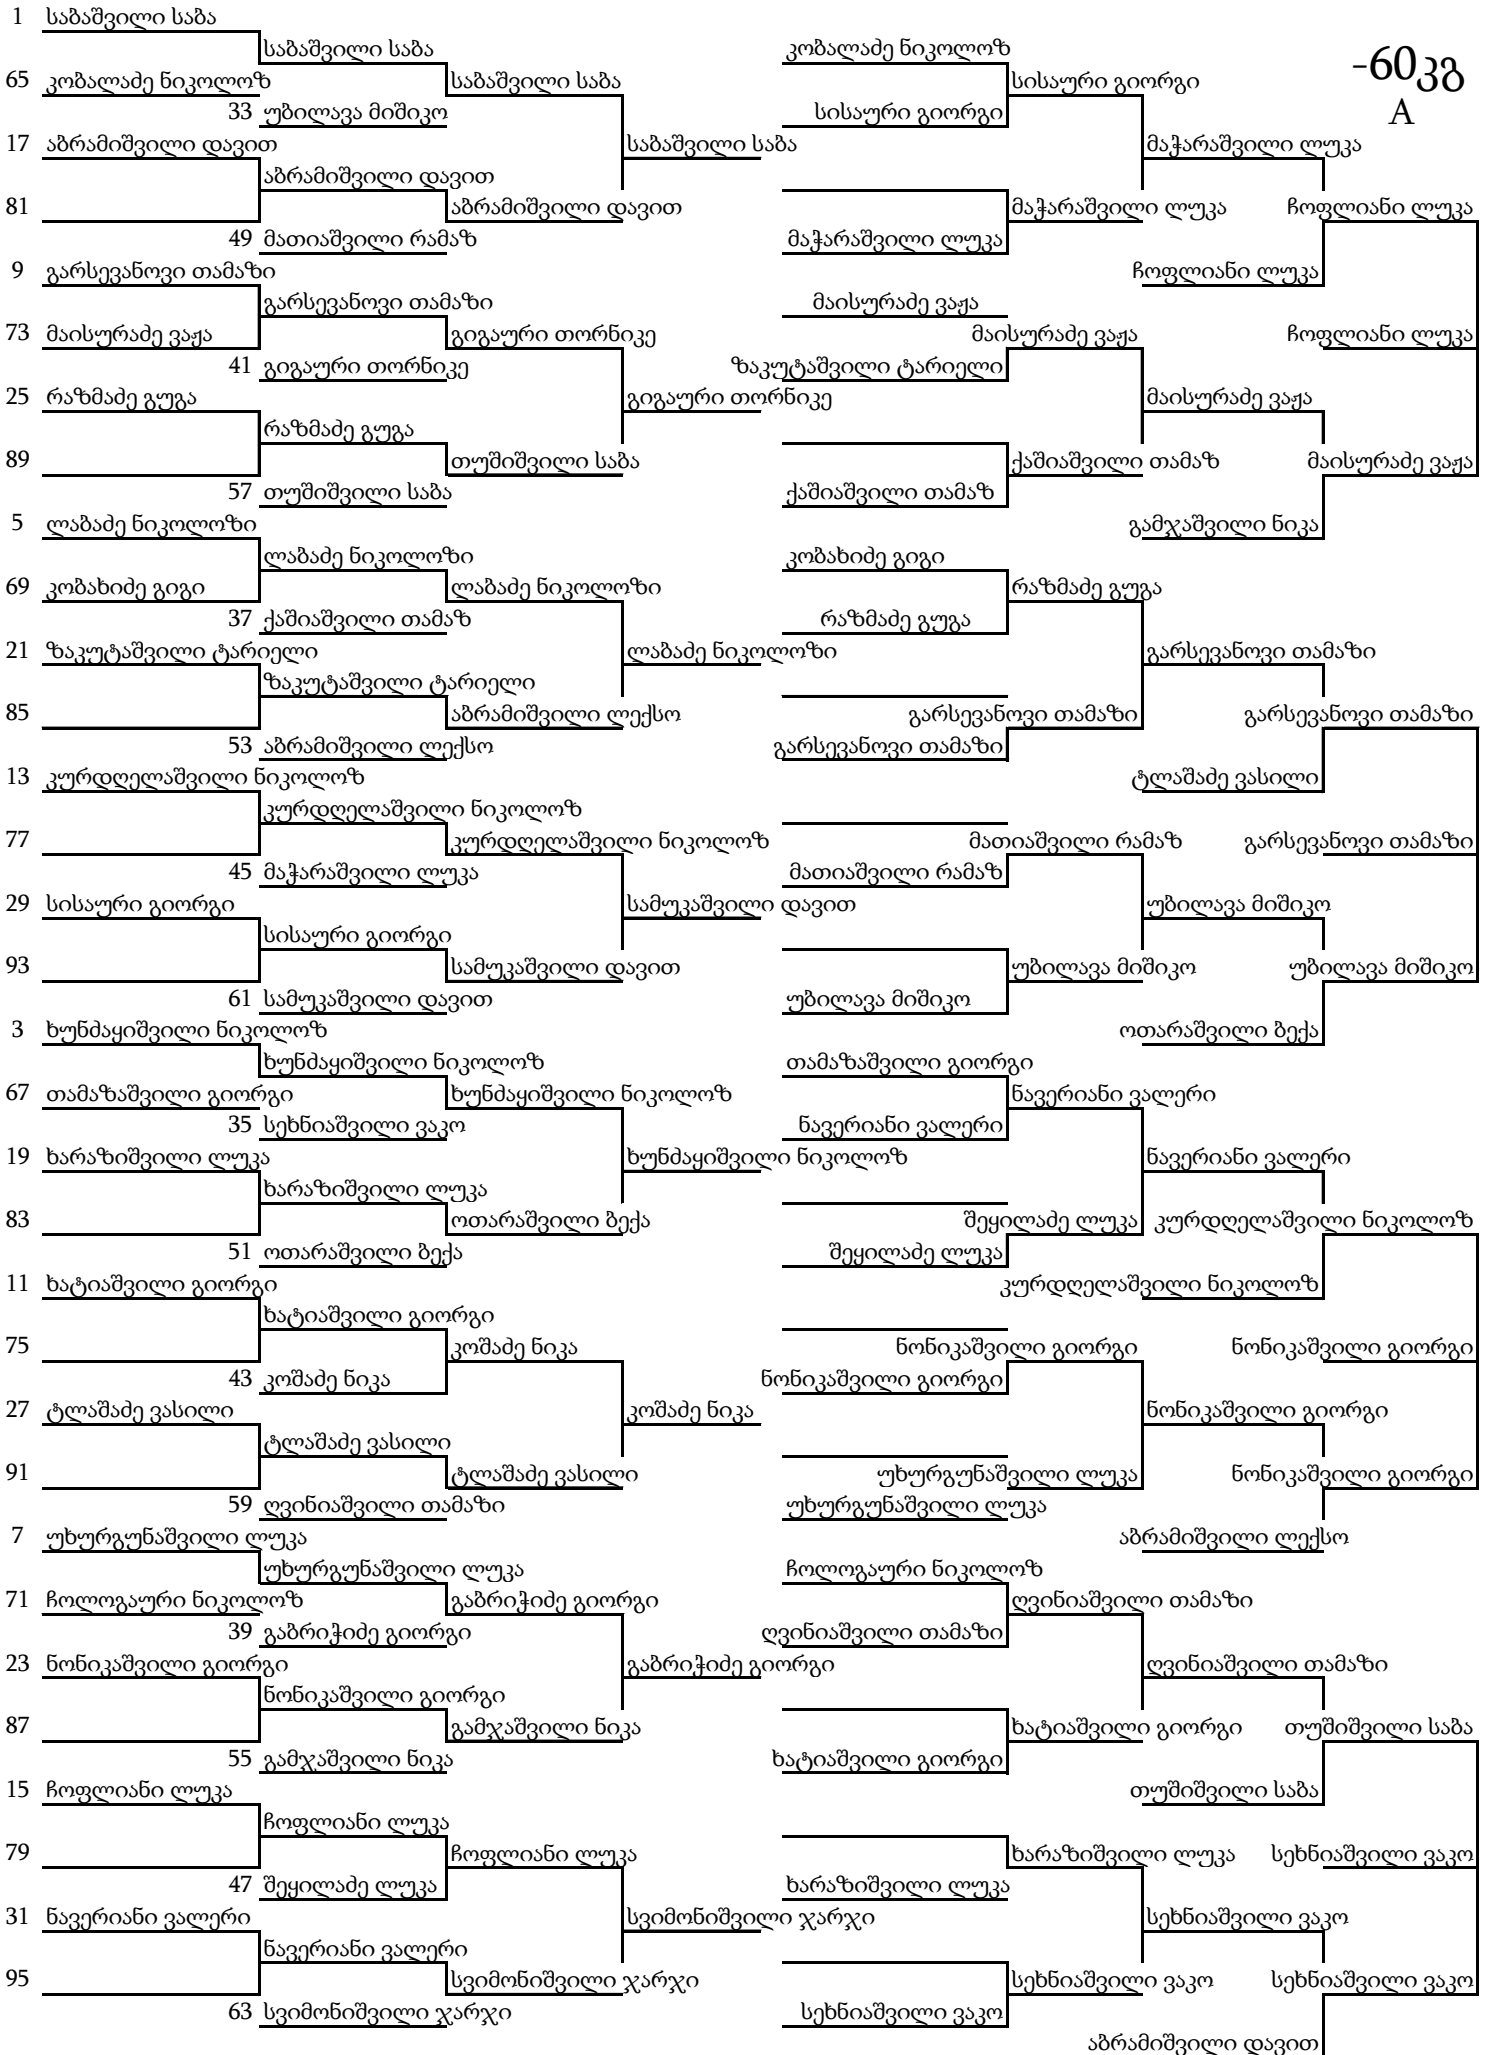 1 საბაშვილი საბა
საბაშვილი საბა
65 კობალაძე ნიკოლოზ
საბაშვილი საბა
33 უბილავა მიშიკო
17 აბრამიშვილი დავით
საბაშვილი საბა
აბრამიშვილი დავით
81
აბრამიშვილი დავით
49 მათიაშვილი რამაზ
9 გარსევანოვი თამაზი
გარსევანოვი თამაზი
73 მაისურაძე ვაჟა
გიგაური თორნიკე
41 გიგაური თორნიკე
25 რაზმაძე გუგა
გიგაური თორნიკე
რაზმაძე გუგა
89
თუშიშვილი საბა
57 თუშიშვილი საბა
5 ლაბაძე ნიკოლოზი
ლაბაძე ნიკოლოზი
69 კობახიძე გიგი
ლაბაძე ნიკოლოზი
37 ქაშიაშვილი თამაზ
21 ზაკუტაშვილი ტარიელი
ლაბაძე ნიკოლოზი
ზაკუტაშვილი ტარიელი
85
აბრამიშვილი ლექსო
53 აბრამიშვილი ლექსო
13 კურდღელაშვილი ნიკოლოზ
კურდღელაშვილი ნიკოლოზ
77
კურდღელაშვილი ნიკოლოზ
45 მაჭარაშვილი ლუკა
29 სისაური გიორგი
სამუკაშვილი დავით
სისაური გიორგი
93
სამუკაშვილი დავით
61 სამუკაშვილი დავით
3 ხუნძაყიშვილი ნიკოლოზ
ხუნძაყიშვილი ნიკოლოზ
67 თამაზაშვილი გიორგი
ხუნძაყიშვილი ნიკოლოზ
35 სეხნიაშვილი ვაკო
19 ხარაზიშვილი ლუკა
ხუნძაყიშვილი ნიკოლოზ
ხარაზიშვილი ლუკა
83
ოთარაშვილი ბექა
51 ოთარაშვილი ბექა
11 ხატიაშვილი გიორგი
ხატიაშვილი გიორგი
75
კოშაძე ნიკა
43 კოშაძე ნიკა
27 ტლაშაძე ვასილი
კოშაძე ნიკა
ტლაშაძე ვასილი
91
ტლაშაძე ვასილი
59 ღვინიაშვილი თამაზი
7 უხურგუნაშვილი ლუკა
უხურგუნაშვილი ლუკა
71 ჩოლოგაური ნიკოლოზ
გაბრიჭიძე გიორგი
39 გაბრიჭიძე გიორგი
23 ნონიკაშვილი გიორგი
გაბრიჭიძე გიორგი
ნონიკაშვილი გიორგი
87
გამჯაშვილი ნიკა
55 გამჯაშვილი ნიკა
15 ჩოფლიანი ლუკა
ჩოფლიანი ლუკა
79
ჩოფლიანი ლუკა
47 შეყილაძე ლუკა
31 ნავერიანი ვალერი
სვიმონიშვილი ჯარჯი
ნავერიანი ვალერი
95
სვიმონიშვილი ჯარჯი
63 სვიმონიშვილი ჯარჯი
-60კგ
A
კობალაძე ნიკოლოზ
სისაური გიორგი
სისაური გიორგი
მაჭარაშვილი ლუკა
მაჭარაშვილი ლუკა
ჩოფლიანი ლუკა
მაჭარაშვილი ლუკა
ჩოფლიანი ლუკა
მაისურაძე ვაჟა
მაისურაძე ვაჟა
ჩოფლიანი ლუკა
ზაკუტაშვილი ტარიელი
მაისურაძე ვაჟა
ქაშიაშვილი თამაზ
მაისურაძე ვაჟა
ქაშიაშვილი თამაზ
გამჯაშვილი ნიკა
კობახიძე გიგი
რაზმაძე გუგა
რაზმაძე გუგა
გარსევანოვი თამაზი
გარსევანოვი თამაზი
გარსევანოვი თამაზი
გარსევანოვი თამაზი
ტლაშაძე ვასილი
მათიაშვილი რამაზ
გარსევანოვი თამაზი
მათიაშვილი რამაზ
უბილავა მიშიკო
უბილავა მიშიკო
უბილავა მიშიკო
უბილავა მიშიკო
ოთარაშვილი ბექა
თამაზაშვილი გიორგი
ნავერიანი ვალერი
ნავერიანი ვალერი
ნავერიანი ვალერი
შეყილაძე ლუკა
კურდღელაშვილი ნიკოლოზ
შეყილაძე ლუკა
კურდღელაშვილი ნიკოლოზ
ნონიკაშვილი გიორგი
ნონიკაშვილი გიორგი
ნონიკაშვილი გიორგი
ნონიკაშვილი გიორგი
უხურგუნაშვილი ლუკა
ნონიკაშვილი გიორგი
უხურგუნაშვილი ლუკა
აბრამიშვილი ლექსო
ჩოლოგაური ნიკოლოზ
ღვინიაშვილი თამაზი
ღვინიაშვილი თამაზი
ღვინიაშვილი თამაზი
ხატიაშვილი გიორგი
თუშიშვილი საბა
ხატიაშვილი გიორგი
თუშიშვილი საბა
ხარაზიშვილი ლუკა
სეხნიაშვილი ვაკო
ხარაზიშვილი ლუკა
სეხნიაშვილი ვაკო
სეხნიაშვილი ვაკო
სეხნიაშვილი ვაკო
სეხნიაშვილი ვაკო
აბრამიშვილი დავით